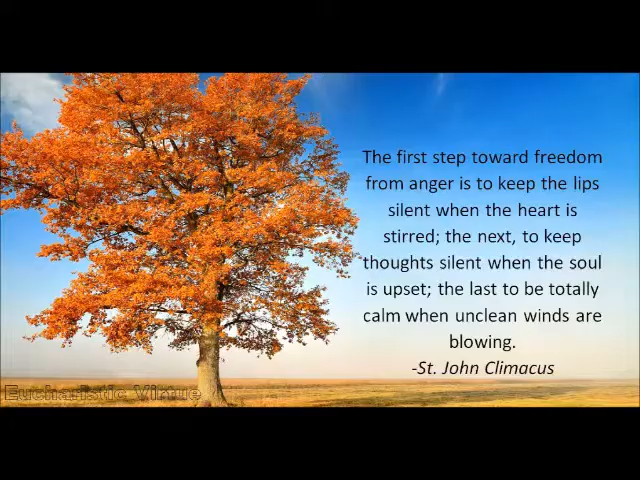 The first step toward freedom
from anger is to keep the lips
silent when the heart is
stirred; the next, to keep
thoughts silent when the soul
is upset; the last to be totally
calm when unclean winds are
blowing.
-St. John Climacus
Eucharistic Virtue